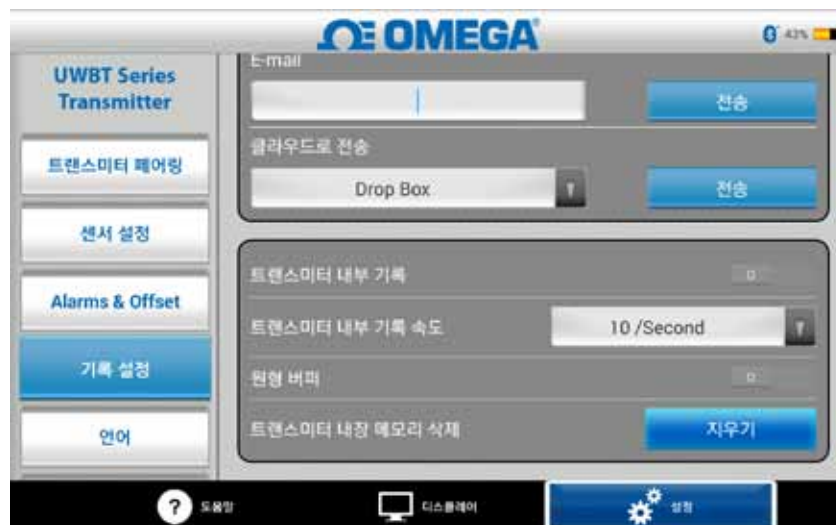 OMEGA
43%
UWBT Series
Transmitter
트랜스미터 페어링
센서 설정
Alarms & Offset
기록 설정
언어
E-mail
전송
클라우드로 전송
Drop Box
전송
트랜스미터 내부 기록
트랜스미터 내부 기록 속도
10 /Second
원형 버퍼
트랜스미터 내장 메모리 삭제
지우기
? 도움말
디스플레이
설정